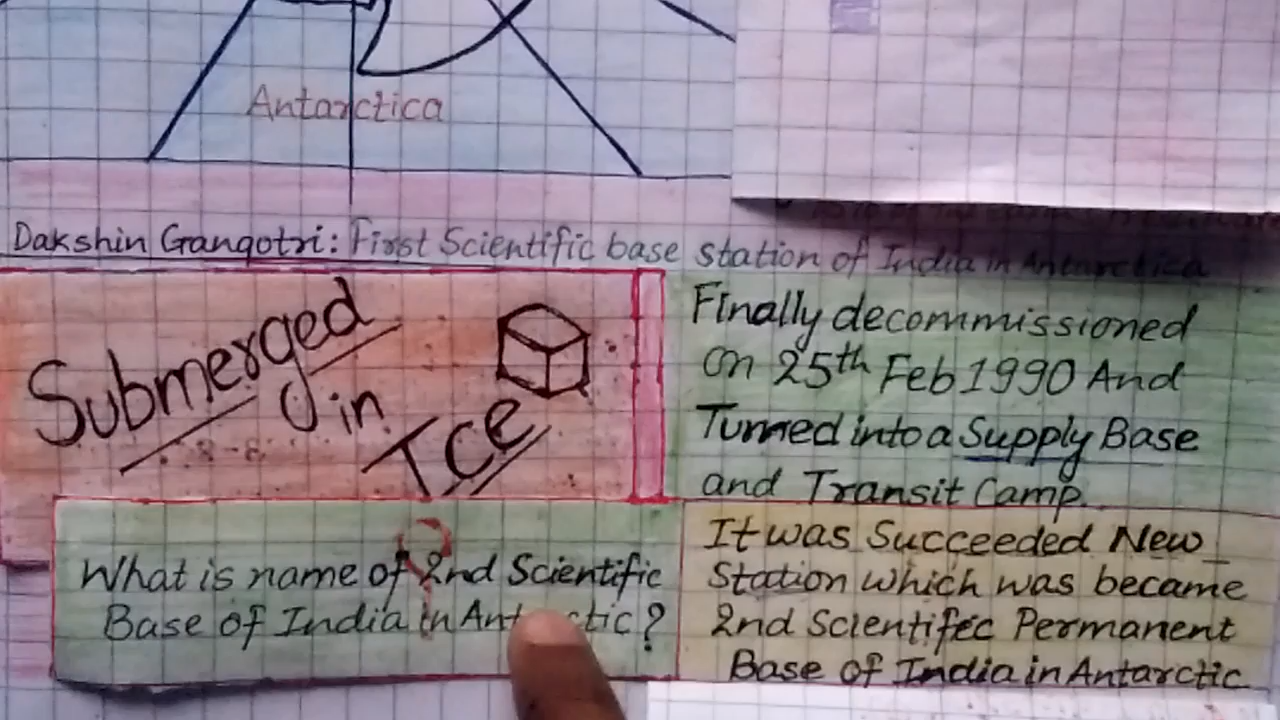 Antarctica
Dakshin Gangotri: First Scientific base station of India in Antarctica
Submerged
in
Ice
Finally decommissioned
on 25th Feb 1990 And
Turned into a Supply Base
and Transit Camp.
What is name of 2nd Scientific
Base of India in Antarctic?
It was Succeeded New
Station which was became
2nd Scientific Permanent
Base of India in Antarctic